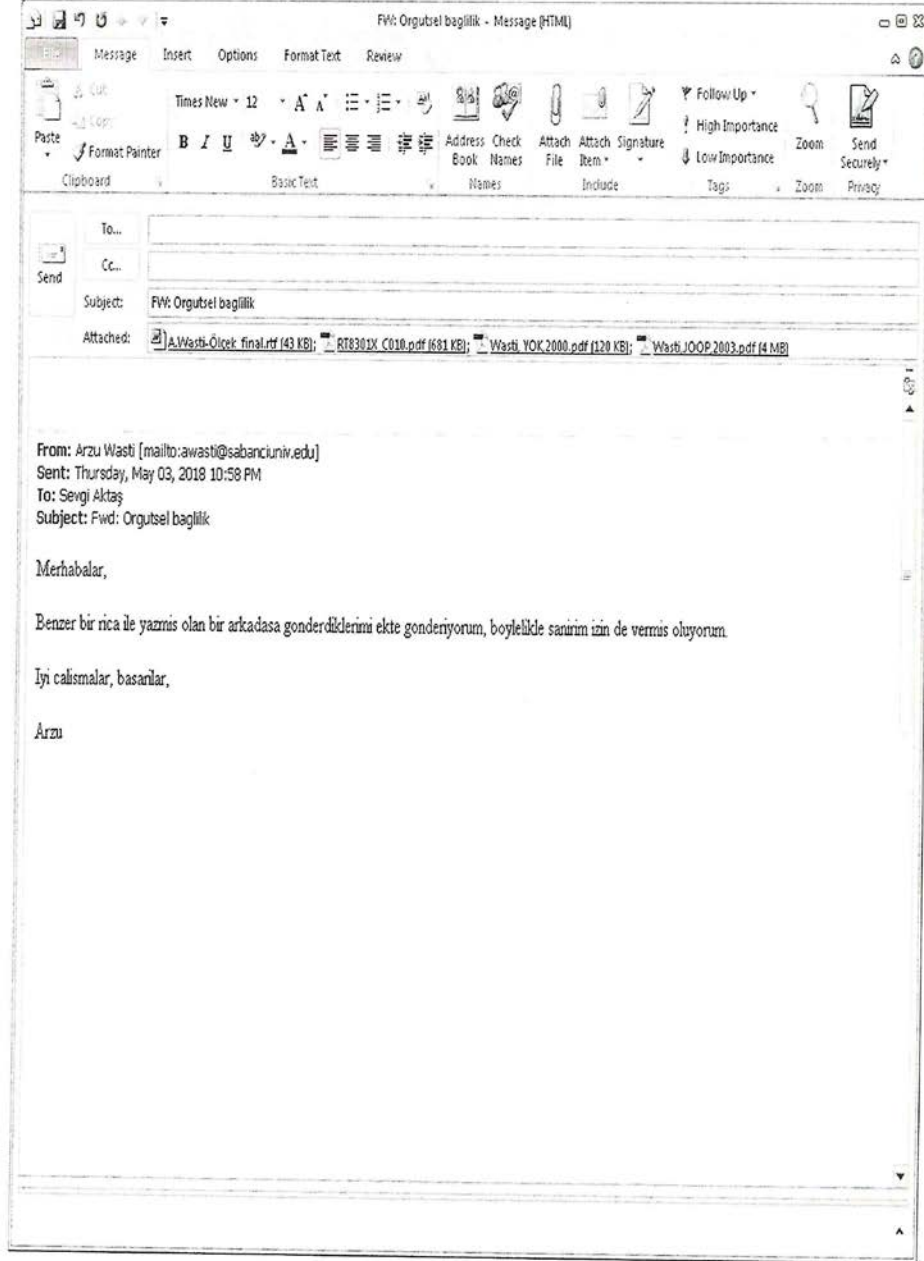 FW: Orgutsel baglilik - Message (HTML)
File Message Insert Options Format Text Review
Cut
Copy
Paste
Format Painter
Clipboard
Times New 12
B I U
Basic Text
Address Book
Check Names
Names
Attach File
Attach Item
Signature
Include
Follow Up
High Importance
Low Importance
Tags
Zoom
Zoom
Send Securely
Privacy
Send
To...
Cc...
Subject: FW: Orgutsel baglilik
Attached: A.Wasti-Ölçek_final.rtf (43 KB); RT8301X_C010.pdf (681 KB); Wasti, YOK,2000.pdf (120 KB); Wasti,JOOP,2003.pdf (4 MB)
From: Arzu Wasti [mailto:awasti@sabanciuniv.edu]
Sent: Thursday, May 03, 2018 10:58 PM
To: Sevgi Aktaş
Subject: Fwd: Orgutsel baglilik
Merhabalar,
Benzer bir rica ile yazmis olan bir arkadasa gonderdiklerimi ekte gonderiyorum, boylelikle sanirim izin de vermis oluyorum.
Iyi calismalar, basarilar,
Arzu